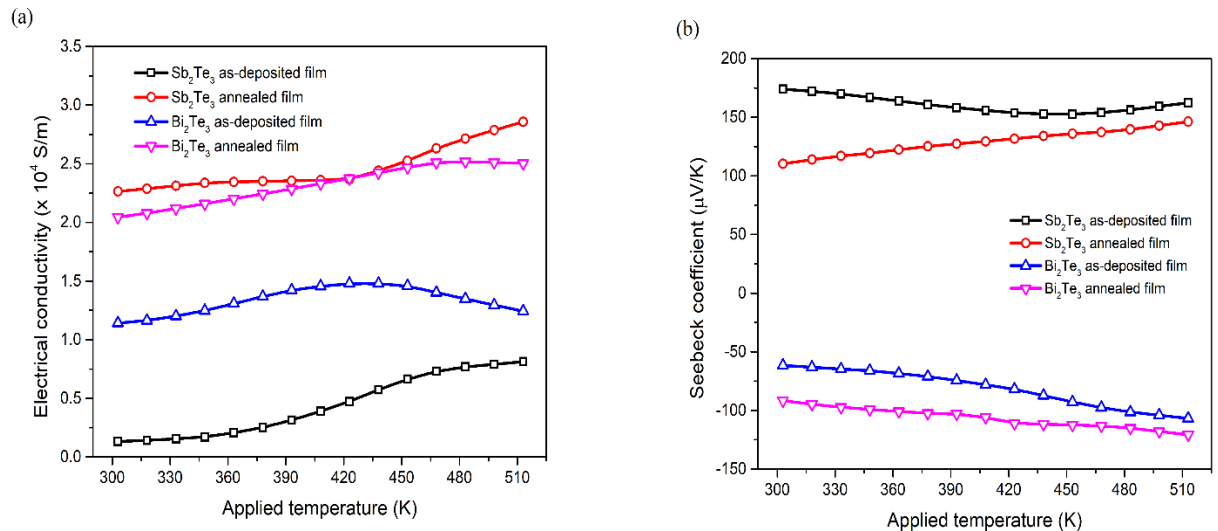 (a)
Electrical conductivity (x 10⁴ S/m)
3.5
3.0
2.5
2.0
1.5
1.0
0.5
0.0
Sb₂Te₃ as-deposited film
Sb₂Te₃ annealed film
Bi₂Te₃ as-deposited film
Bi₂Te₃ annealed film
300 330 360 390 420 450 480 510
Applied temperature (K)
(b)
Seebeck coefficient (μV/K)
200
150
100
50
0
-50
-100
-150
Sb₂Te₃ as-deposited film
Sb₂Te₃ annealed film
Bi₂Te₃ as-deposited film
Bi₂Te₃ annealed film
300 330 360 390 420 450 480 510
Applied temperature (K)